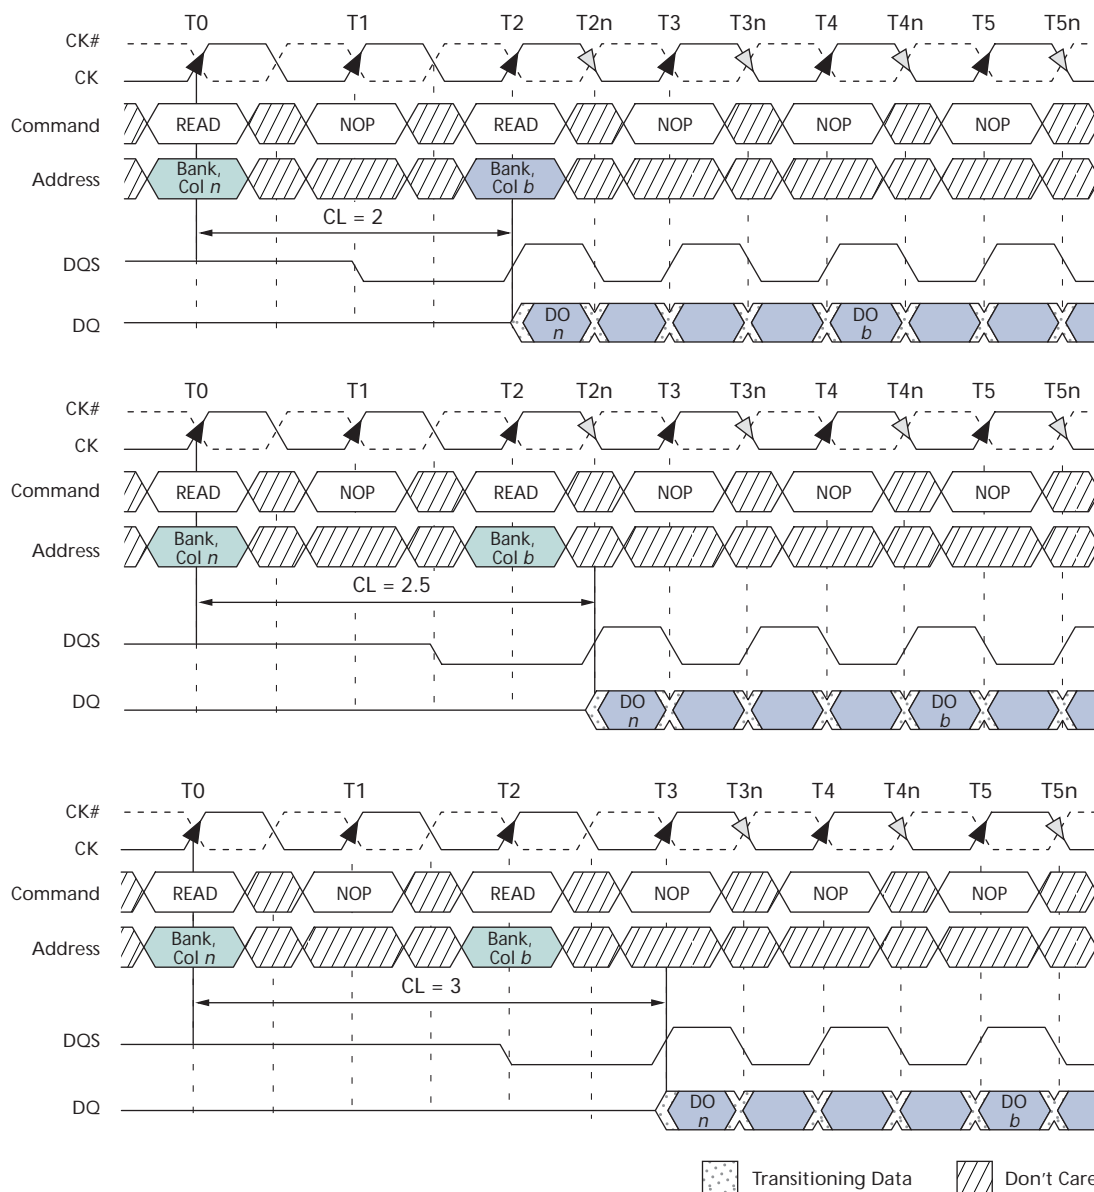 T0 T1 T2 T2n T3 T3n T4 T4n T5 T5n
CK#
CK
Command READ NOP READ NOP NOP NOP
Address Bank, Col n Bank, Col b
CL = 2
DQS
DQ DO n DO b
T0 T1 T2 T2n T3 T3n T4 T4n T5 T5n
CK#
CK
Command READ NOP READ NOP NOP NOP
Address Bank, Col n Bank, Col b
CL = 2.5
DQS
DQ DO n DO b
T0 T1 T2 T3 T3n T4 T4n T5 T5n
CK#
CK
Command READ NOP READ NOP NOP NOP
Address Bank, Col n Bank, Col b
CL = 3
DQS
DQ DO n DO b
Transitioning Data Don't Care